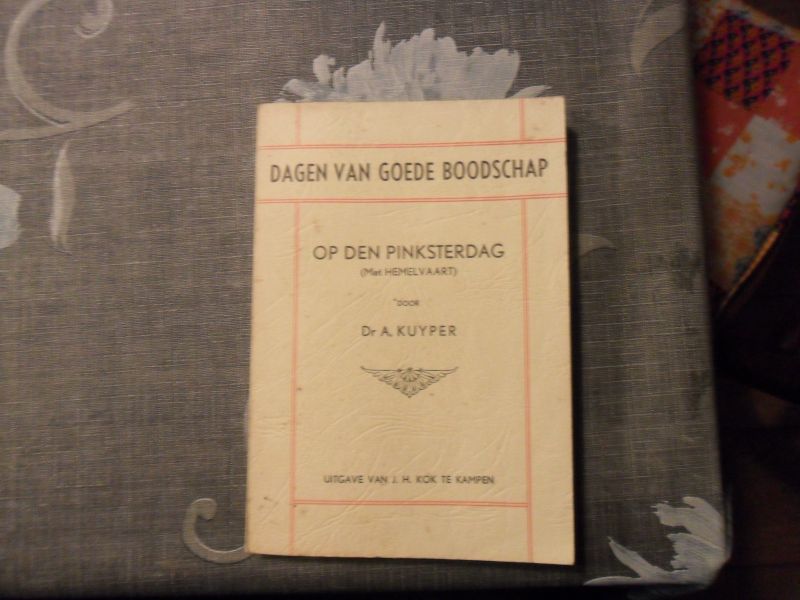 DAGEN VAN GOEDE BOODSCHAP
OP DEN PINKSTERDAG
(Met HEMELVAART)
DOOR
Dr A. KUYPER
UITGAVE VAN J. H. KOK TE KAMPEN